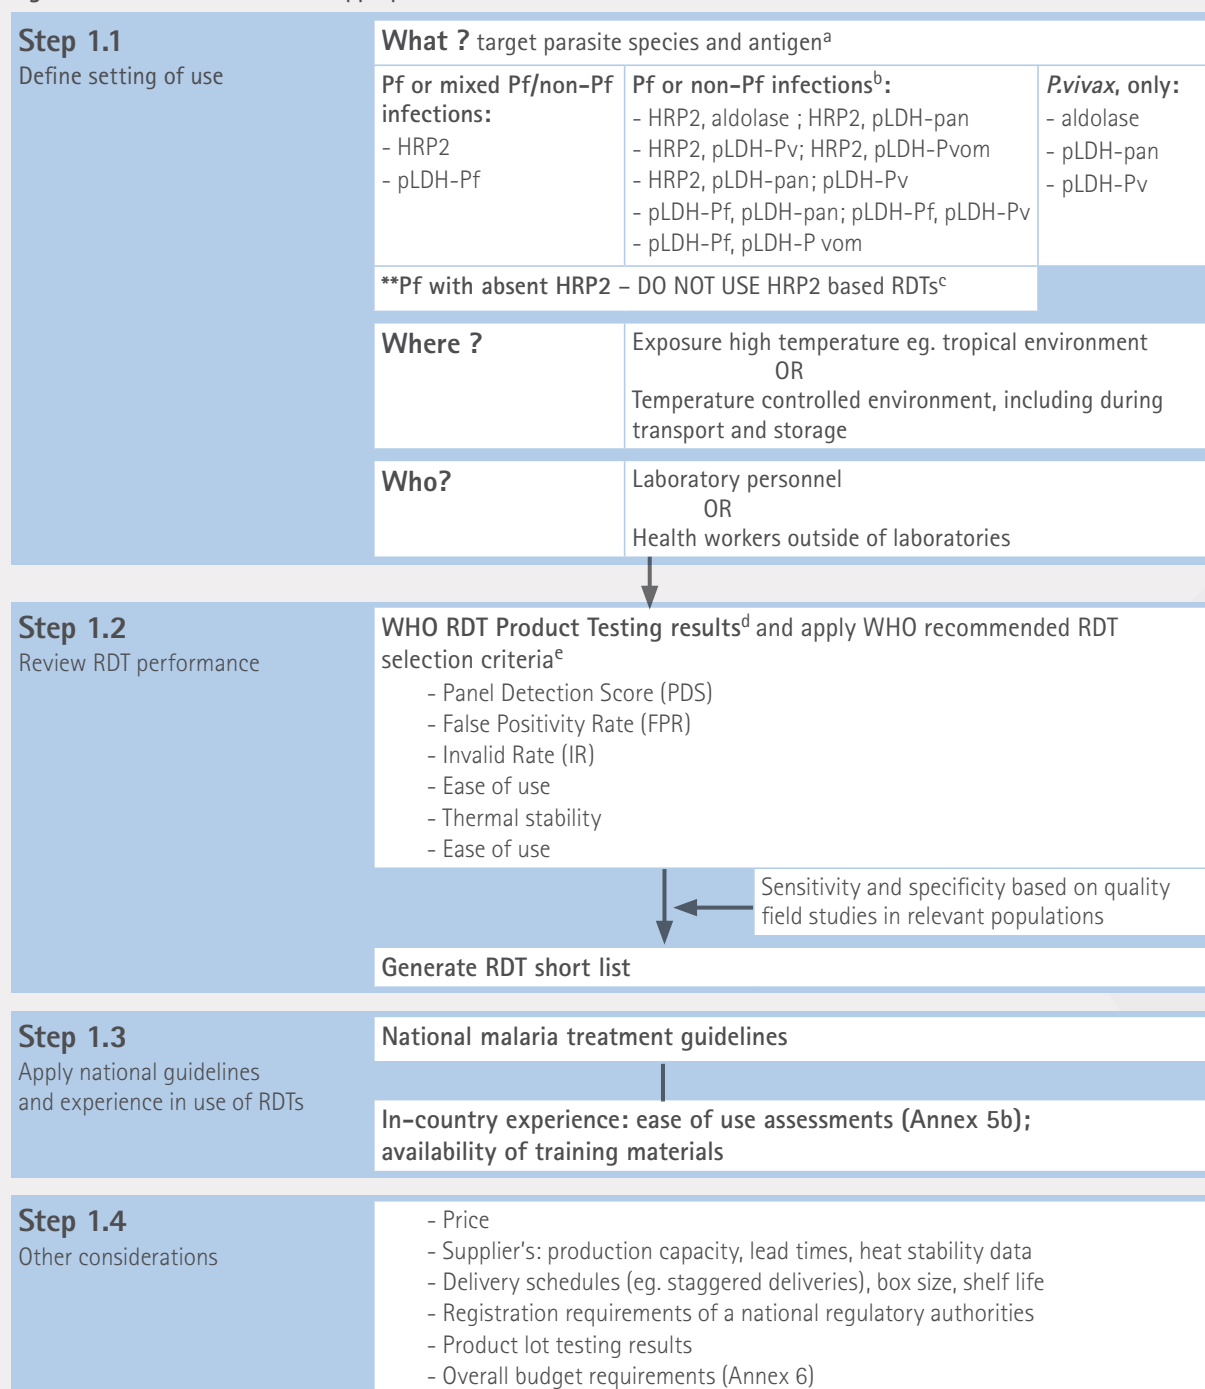 Step 1.1
Define setting of use
What ? target parasite species and antigenᵃ
Pf or mixed Pf/non-Pf
infections:
- HRP2
- pLDH-Pf
Pf or non-Pf infectionsᵇ:
- HRP2, aldolase ; HRP2, pLDH-pan
- HRP2, pLDH-Pv; HRP2, pLDH-Pvom
- HRP2, pLDH-pan; pLDH-Pv
- pLDH-Pf, pLDH-pan; pLDH-Pf, pLDH-Pv
- pLDH-Pf, pLDH-P vom
P.vivax, only:
- aldolase
- pLDH-pan
- pLDH-Pv
**Pf with absent HRP2 – DO NOT USE HRP2 based RDTsᶜ
Where ?
Exposure high temperature eg. tropical environment
OR
Temperature controlled environment, including during
transport and storage
Who?
Laboratory personnel
OR
Health workers outside of laboratories
Step 1.2
Review RDT performance
WHO RDT Product Testing resultsᵈ and apply WHO recommended RDT
selection criteriaᵉ
- Panel Detection Score (PDS)
- False Positivity Rate (FPR)
- Invalid Rate (IR)
- Ease of use
- Thermal stability
- Ease of use
Sensitivity and specificity based on quality
field studies in relevant populations
Generate RDT short list
Step 1.3
Apply national guidelines
and experience in use of RDTs
National malaria treatment guidelines
In-country experience: ease of use assessments (Annex 5b);
availability of training materials
Step 1.4
Other considerations
- Price
- Supplier's: production capacity, lead times, heat stability data
- Delivery schedules (eg. staggered deliveries), box size, shelf life
- Registration requirements of a national regulatory authorities
- Product lot testing results
- Overall budget requirements (Annex 6)